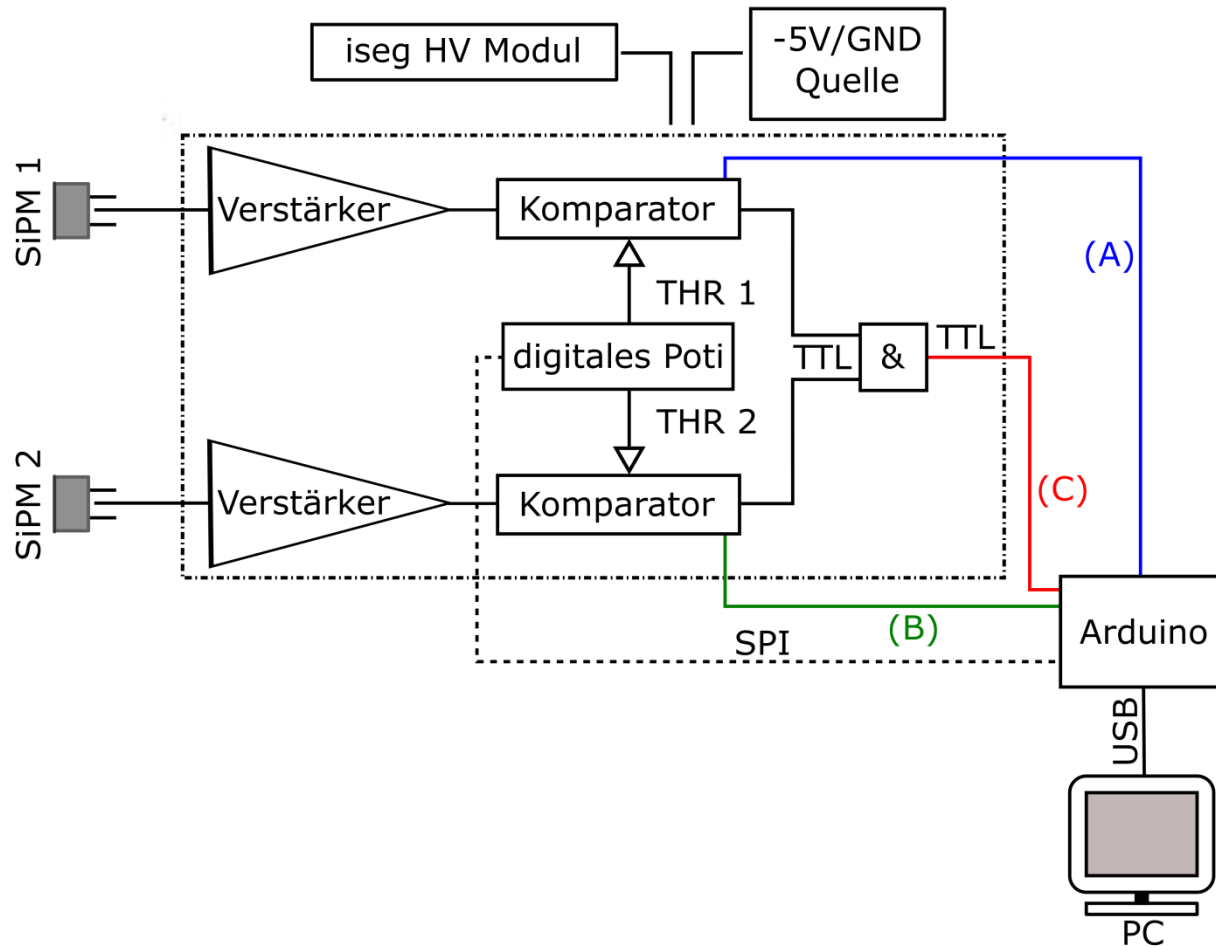 iseg HV Modul
-5V/GND
Quelle
SiPM 1
Verstärker
Komparator
(A)
THR 1
digitales Poti
TTL
&
TTL
THR 2
SiPM 2
Verstärker
Komparator
(C)
(B)
SPI
Arduino
USB
PC